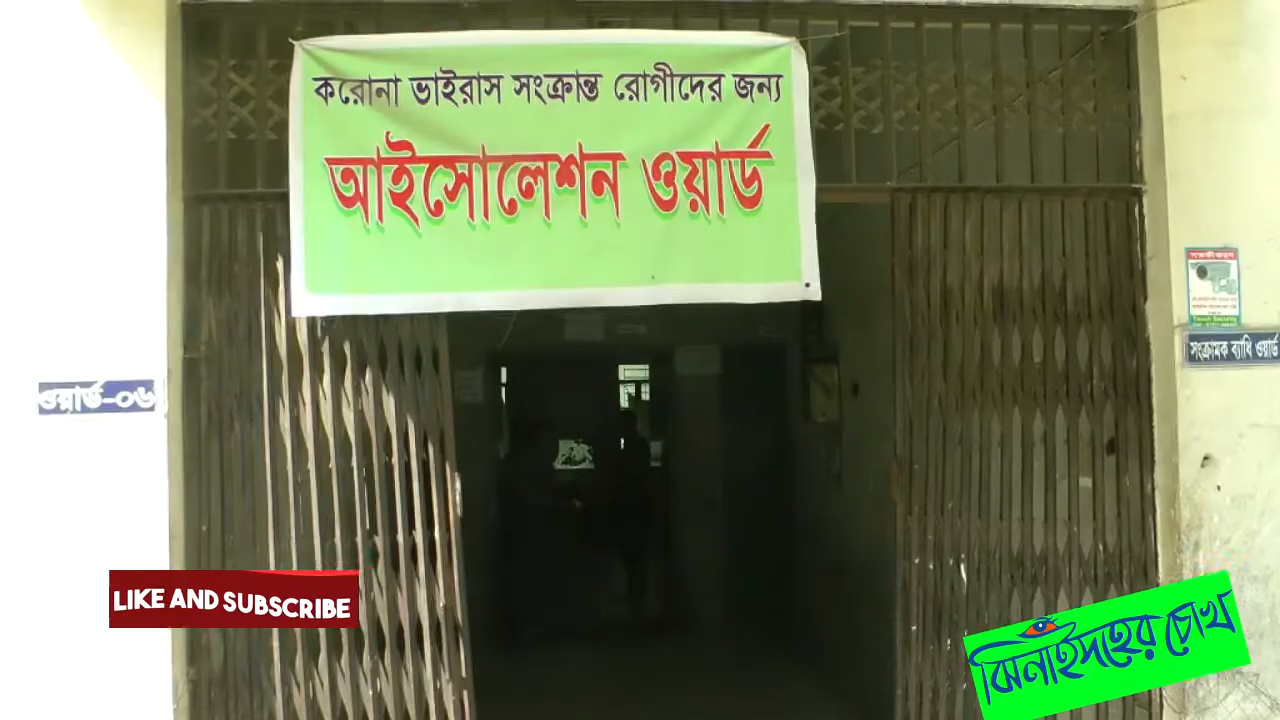 করোনা ভাইরাস সংক্রান্ত রোগীদের জন্য
আইসোলেশন ওয়ার্ড
সংক্রামক ব্যাধি ওয়ার্ড
ওয়ার্ড-০৬
LIKE AND SUBSCRIBE
ঝিনাইদহের চোখ